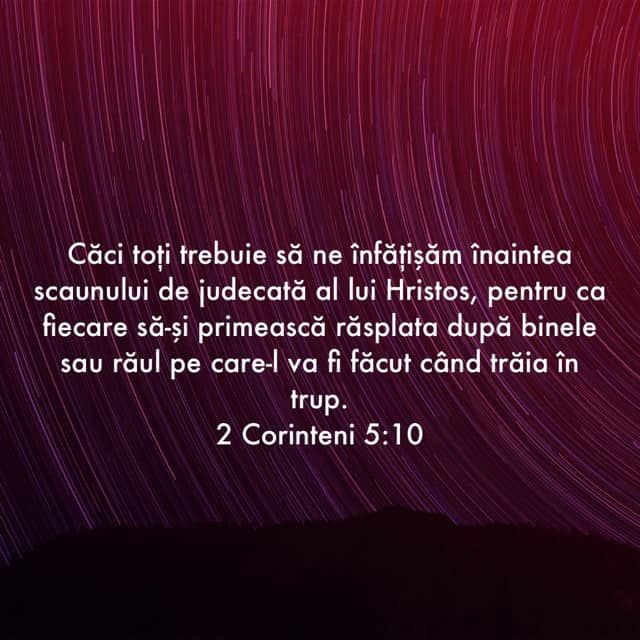 Căci toți trebuie să ne înfățișăm înaintea
scaunului de judecată al lui Hristos, pentru ca
fiecare să-și primească răsplata după binele
sau răul pe care-l va fi făcut când trăia în
trup.
2 Corinteni 5:10